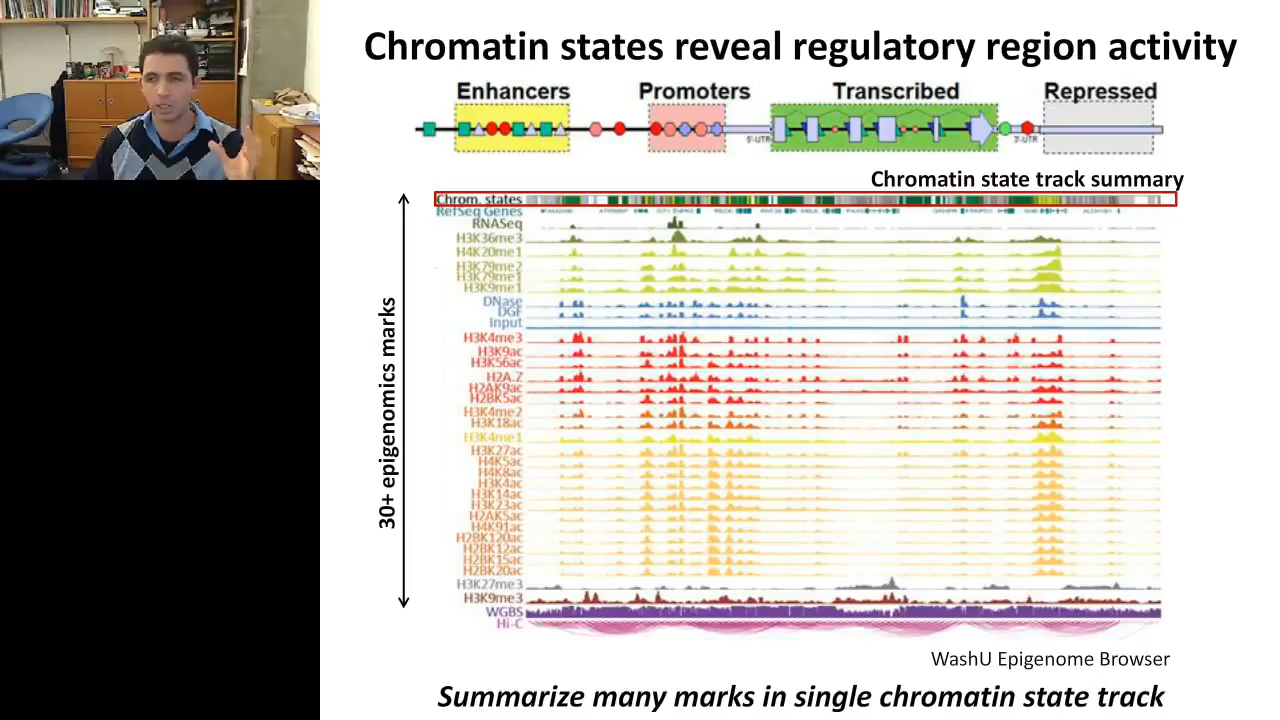 Chromatin states reveal regulatory region activity
Enhancers
Promoters
Transcribed
Repressed
5'-UTR
3'-UTR
Chromatin state track summary
30+ epigenomics marks
Chrom. states
RefSeq Genes
RNASeq
H3K36me3
H4K20me1
H3K79me2
H3K79me1
H3K9me1
DNase
DGF
Input
H3K4me3
H3K9ac
H3K56ac
H2A.Z
H2AK9ac
H2BK5ac
H3K4me2
H3K18ac
H3K4me1
H3K27ac
H4K5ac
H4K8ac
H3K4ac
H3K14ac
H3K23ac
H2AK5ac
H4K91ac
H2BK120ac
H2BK12ac
H2BK15ac
H2BK20ac
H3K27me3
H3K9me3
WGBS
Hi-C
WashU Epigenome Browser
Summarize many marks in single chromatin state track